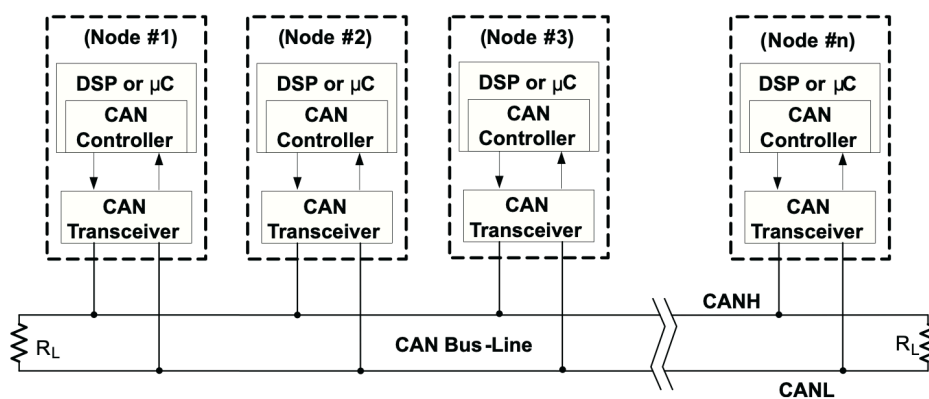 (Node #1)
DSP or µC
CAN
Controller
CAN
Transceiver
(Node #2)
DSP or µC
CAN
Controller
CAN
Transceiver
(Node #3)
DSP or µC
CAN
Controller
CAN
Transceiver
(Node #n)
DSP or µC
CAN
Controller
CAN
Transceiver
CANH
RL
CAN Bus-Line
RL
CANL